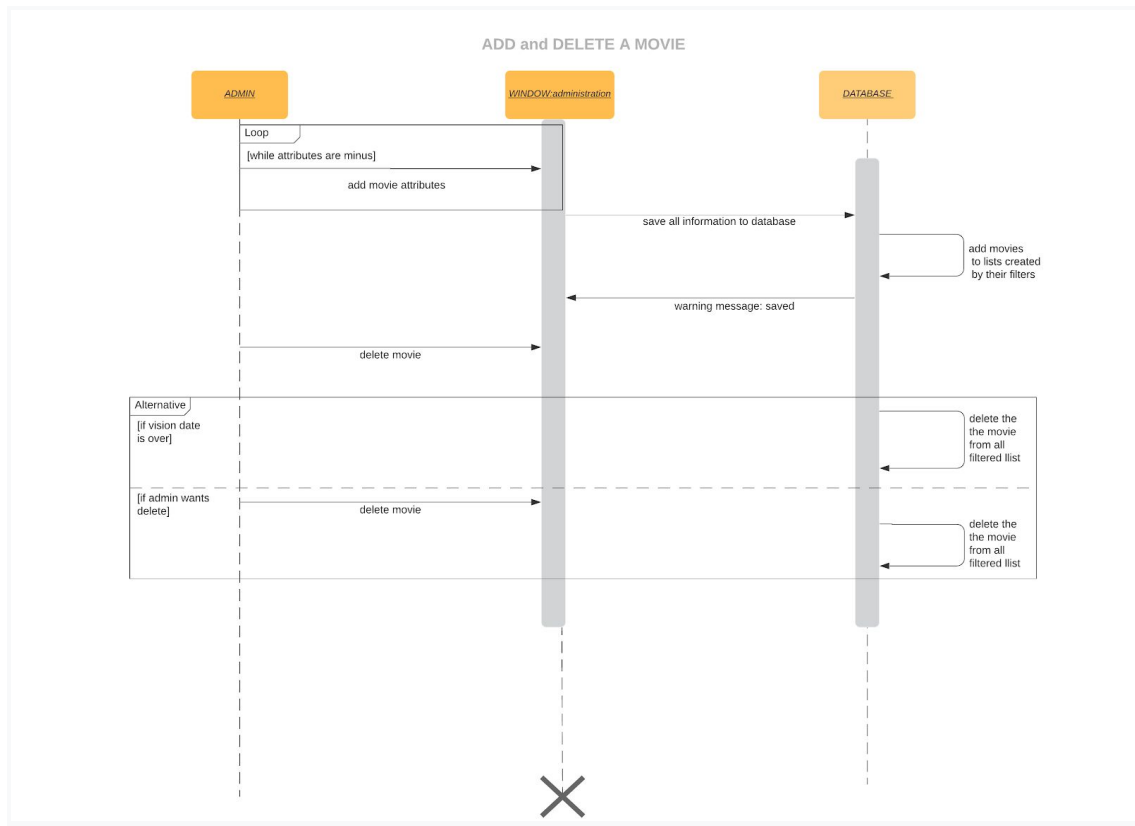 ADD and DELETE A MOVIE
ADMIN
WINDOW:administration
DATABASE
Loop
[while attributes are minus]
add movie attributes
save all information to database
add movies
to lists created
by their filters
warning message: saved
delete movie
Alternative
[if vision date
is over]
delete the
the movie
from all
filtered llist
[if admin wants
delete]
delete movie
delete the
the movie
from all
filtered llist